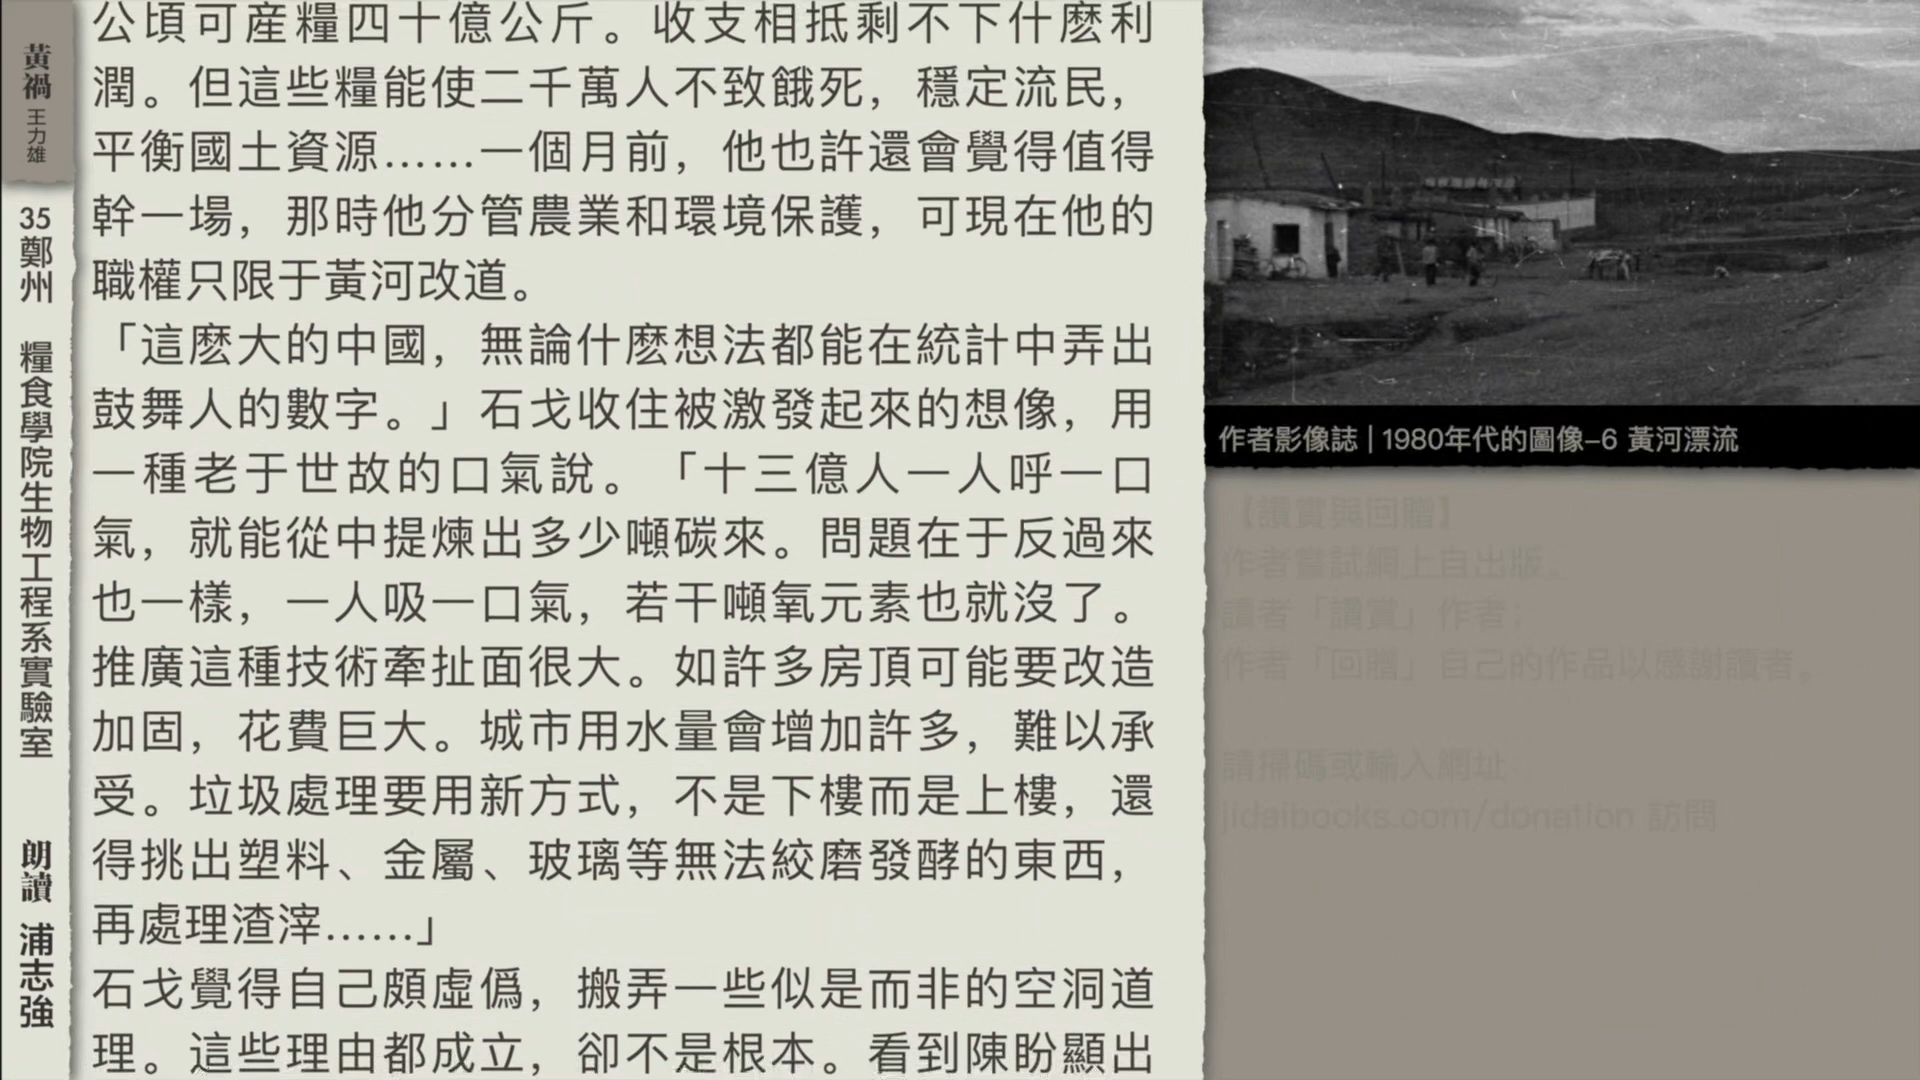 黃禍 王力雄
35 鄭州 糧食學院生物工程系實驗室
朗讀 浦志強
公頃可産糧四十億公斤。收支相抵剩不下什麽利
潤。但這些糧能使二千萬人不致餓死，穩定流民，
平衡國土資源……一個月前，他也許還會覺得值得
幹一場，那時他分管農業和環境保護，可現在他的
職權只限于黃河改道。
「這麽大的中國，無論什麽想法都能在統計中弄出
鼓舞人的數字。」石戈收住被激發起來的想像，用
一種老于世故的口氣說。「十三億人一人呼一口
氣，就能從中提煉出多少噸碳來。問題在于反過來
也一樣，一人吸一口氣，若干噸氧元素也就沒了。
推廣這種技術牽扯面很大。如許多房頂可能要改造
加固，花費巨大。城市用水量會增加許多，難以承
受。垃圾處理要用新方式，不是下樓而是上樓，還
得挑出塑料、金屬、玻璃等無法絞磨發酵的東西，
再處理渣滓……」
石戈覺得自己頗虛僞，搬弄一些似是而非的空洞道
理。這些理由都成立，卻不是根本。看到陳盼顯出
作者影像誌 | 1980年代的圖像–6 黃河漂流
【讚賞與回贈】
作者嘗試網上自出版。
讀者「讚賞」作者；
作者「回贈」自己的作品以感謝讀者。
請掃碼或輸入網址
jidaibooks.com/donation 訪問